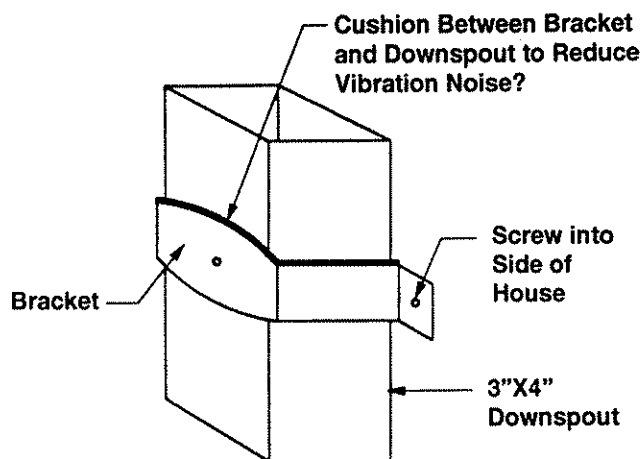 Cushion Between Bracket
and Downspout to Reduce
Vibration Noise?
Screw into
Side of
House
Bracket
3”X4”
Downspout